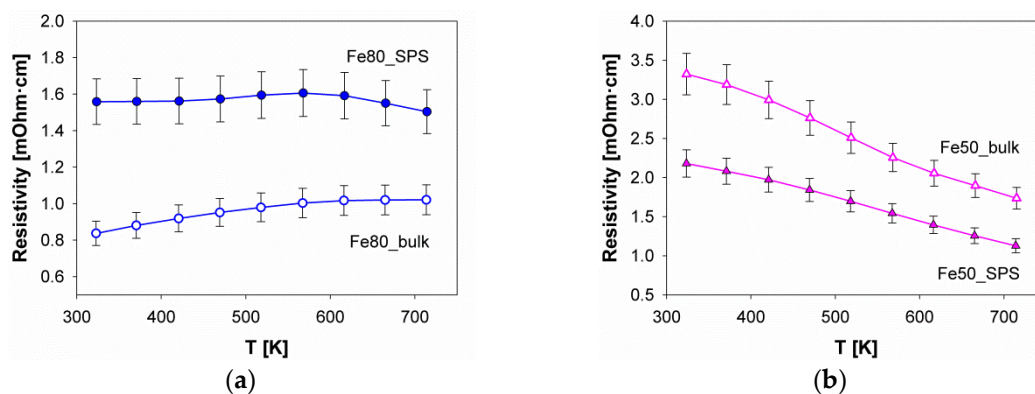 Resistivity [mOhm·cm]
2.0
1.8
1.6
1.4
1.2
1.0
0.8
0.6
Fe80_SPS
Fe80_bulk
300 400 500 600 700
T [K]
(a)
Resistivity [mOhm·cm]
4.0
3.5
3.0
2.5
2.0
1.5
1.0
0.5
Fe50_bulk
Fe50_SPS
300 400 500 600 700
T [K]
(b)